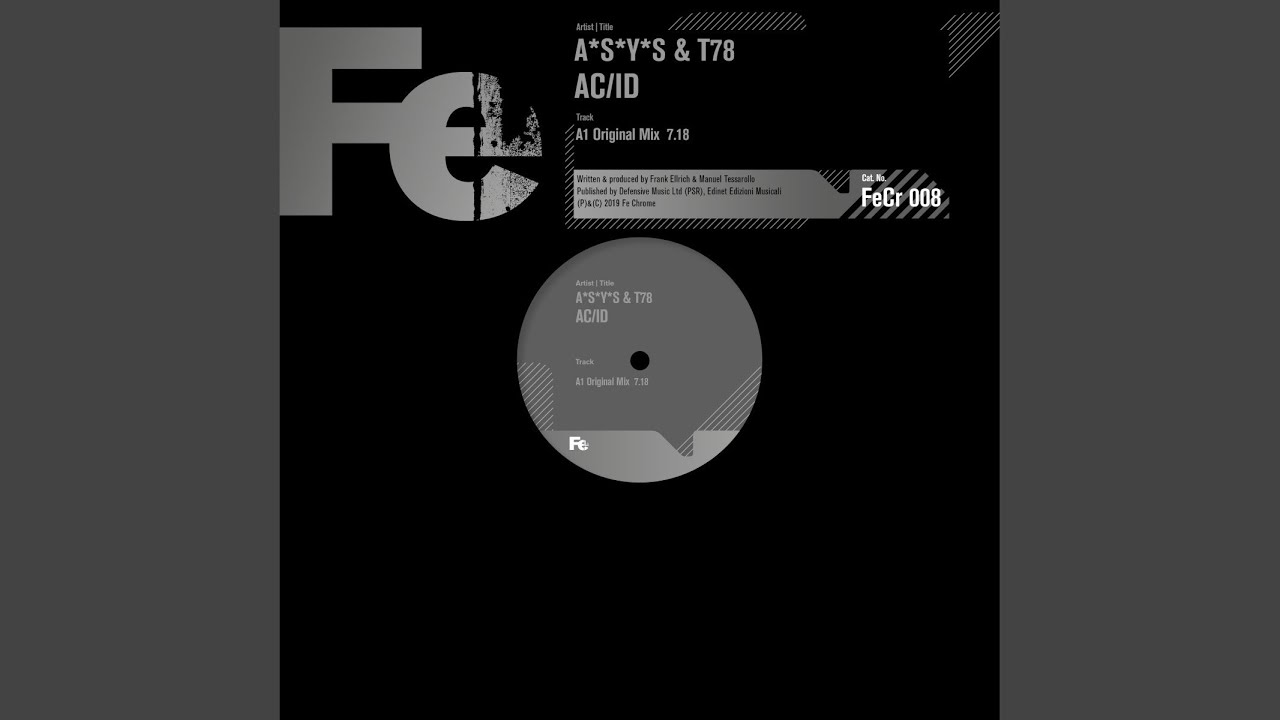 Fe
Artist | Title
A*S*Y*S & T78
AC/ID
Track
A1 Original Mix 7.18
Written & produced by Frank Ellrich & Manuel Tessarollo
Published by Defensive Music Ltd (PSR), Edinet Edizioni Musicali
(P)&(C) 2019 Fe Chrome
Cat. No.
FeCr 008
Artist | Title
A*S*Y*S & T78
AC/ID
Track
A1 Original Mix 7.18
Fe